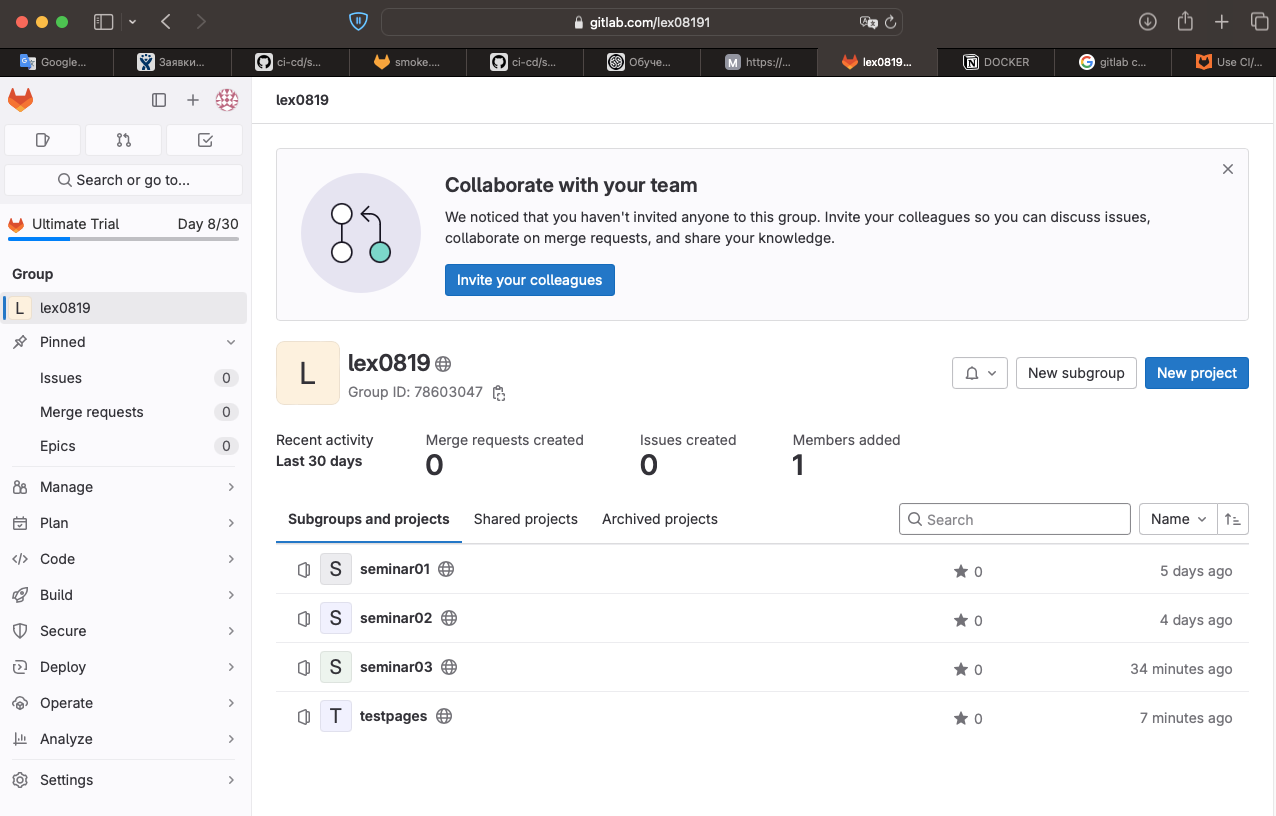 gitlab.com/lex08191
Google...
Заявки...
ci-cd/s...
smoke....
ci-cd/s...
Обуче...
M
https://...
lex0819...
DOCKER
gitlab c...
Use CI/...
lex0819
Search or go to...
Ultimate Trial
Day 8/30
Group
L
lex0819
Pinned
Issues
0
Merge requests
0
Epics
0
Manage
Plan
Code
Build
Secure
Deploy
Operate
Analyze
Settings
Collaborate with your team
We noticed that you haven't invited anyone to this group. Invite your colleagues so you can discuss issues,
collaborate on merge requests, and share your knowledge.
Invite your colleagues
L
lex0819
Group ID: 78603047
New subgroup
New project
Recent activity
Last 30 days
Merge requests created
0
Issues created
0
Members added
1
Subgroups and projects
Shared projects
Archived projects
Search
Name
S
seminar01
0
5 days ago
S
seminar02
0
4 days ago
S
seminar03
0
34 minutes ago
T
testpages
0
7 minutes ago